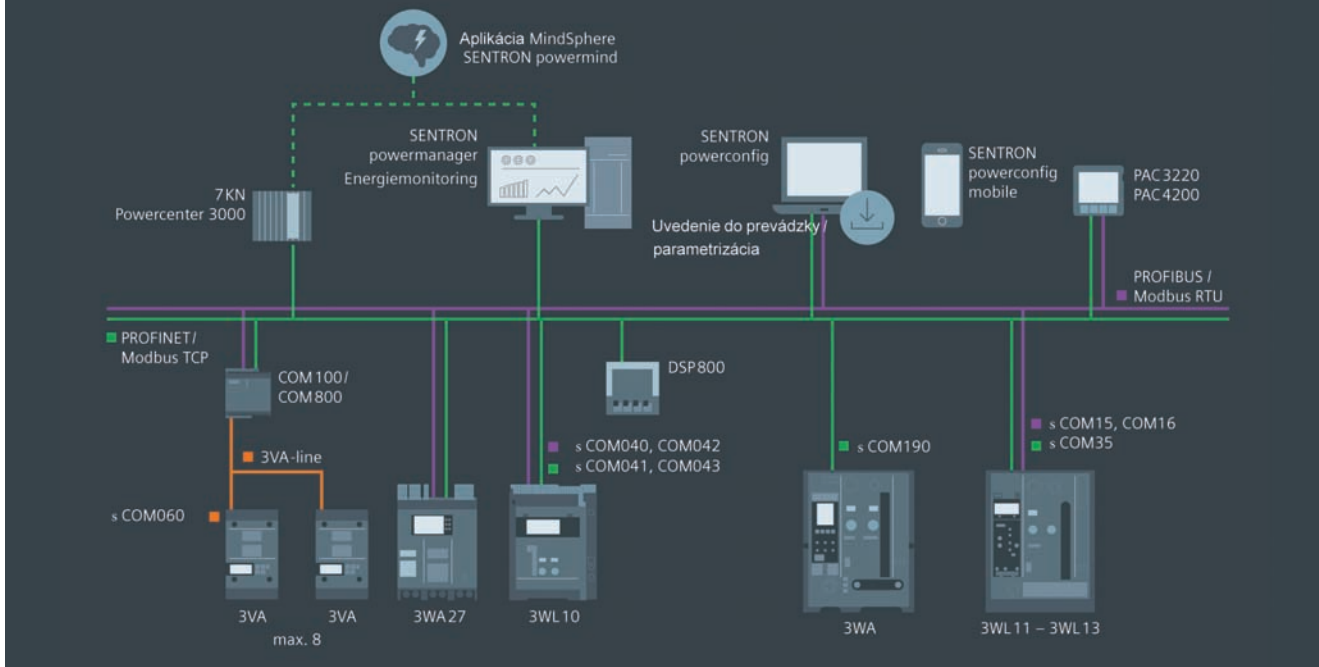 Aplikácia MindSphere
SENTRON powermind
SENTRON
powermanager
Energiemonitoring
7KN
Powercenter 3000
SENTRON
powerconfig
Uvedenie do prevádzky /
parametrizácia
SENTRON
powerconfig
mobile
PAC3220
PAC4200
PROFIBUS /
Modbus RTU
PROFINET/
Modbus TCP
COM100/
COM800
DSP800
3VA-line
s COM060
s COM040, COM042
s COM041, COM043
s COM190
s COM15, COM16
s COM35
3VA
3VA
max. 8
3WA27
3WL10
3WA
3WL11 – 3WL13